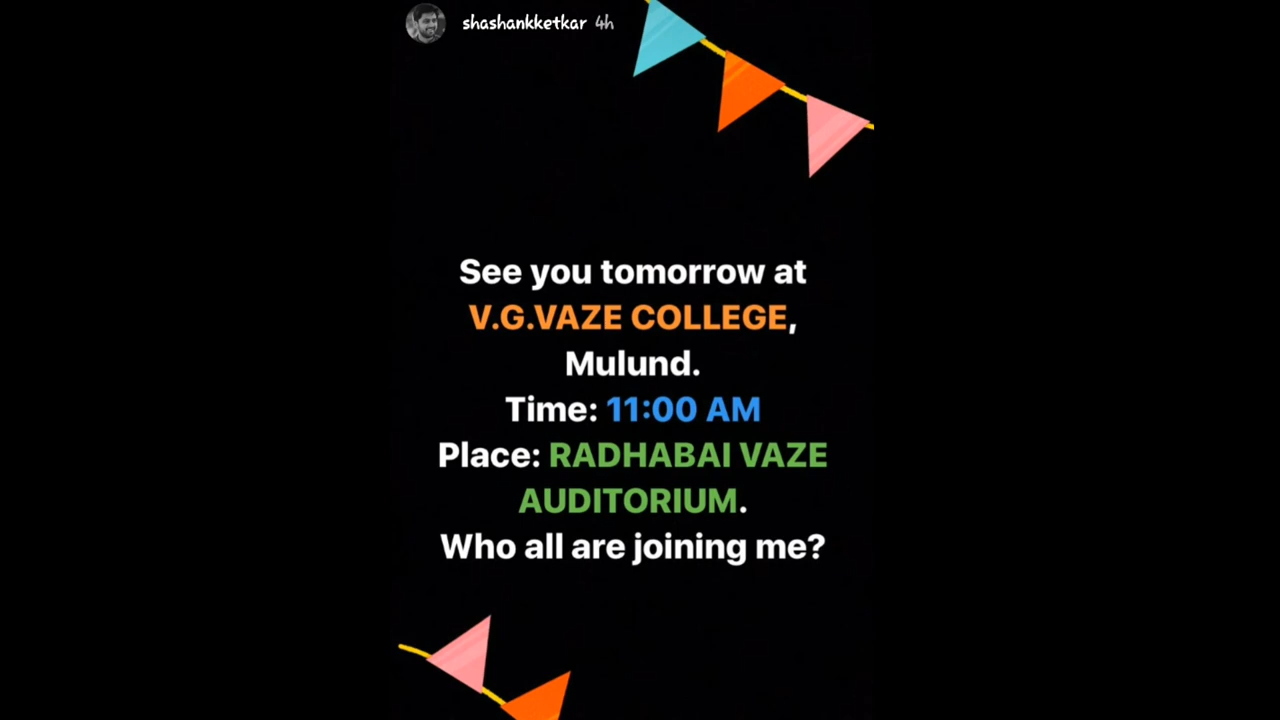 shashankketkar 4h
See you tomorrow at
V.G.VAZE COLLEGE,
Mulund.
Time: 11:00 AM
Place: RADHABAI VAZE
AUDITORIUM.
Who all are joining me?